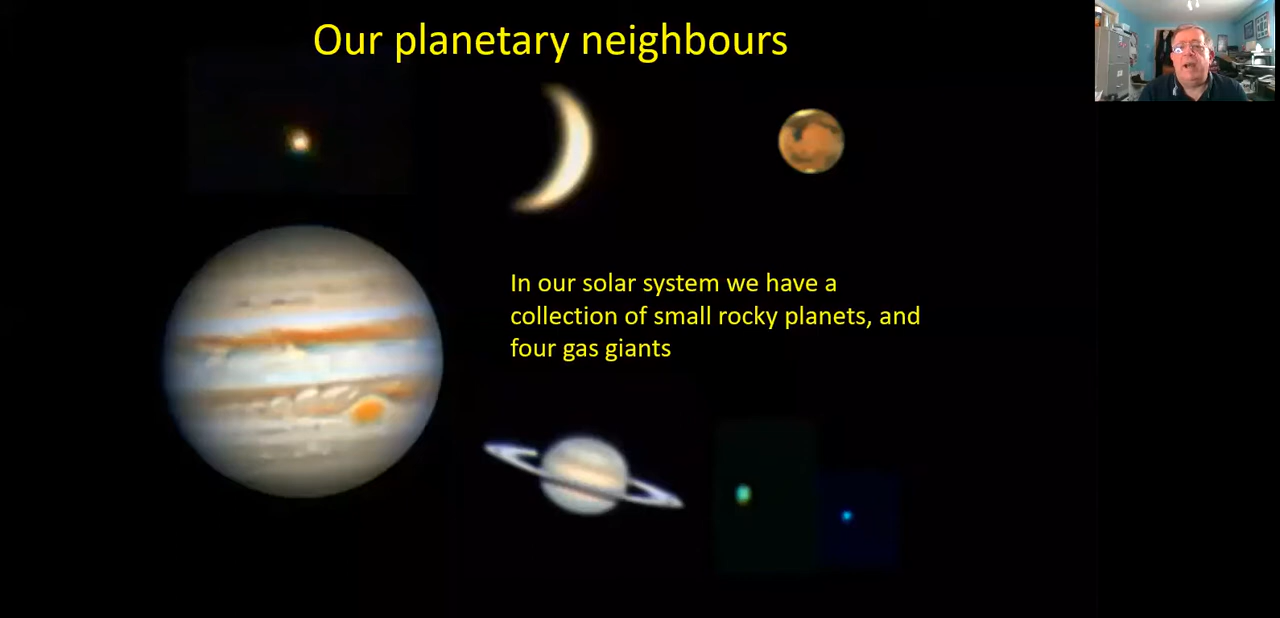 Our planetary neighbours
In our solar system we have a
collection of small rocky planets, and
four gas giants